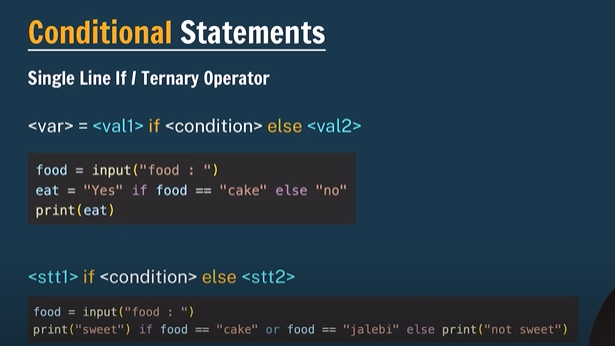 Conditional Statements
Single Line If / Ternary Operator
<var> = <val1> if <condition> else <val2>
food = input("food : ")
eat = "Yes" if food == "cake" else "no"
print(eat)
<stt1> if <condition> else <stt2>
food = input("food : ")
print("sweet") if food == "cake" or food == "jalebi" else print("not sweet")